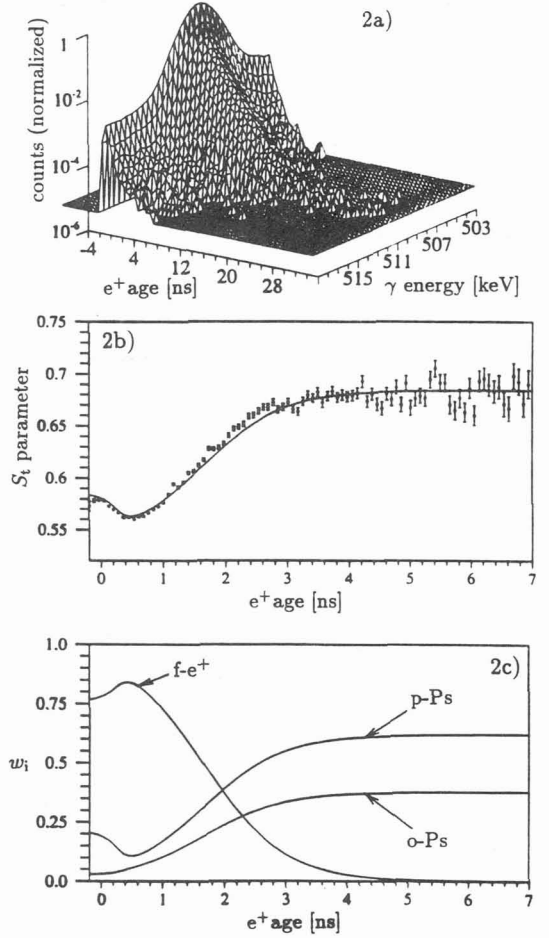 2a)
counts (normalized)
1
10⁻²
10⁻⁴
10⁻⁶
-4 4 12 20 28
e⁺ age [ns]
515 511 507 503
γ energy [keV]
2b)
0.75
0.7
0.65
0.6
0.55
Sₜ parameter
0 1 2 3 4 5 6 7
e⁺ age [ns]
2c)
1.0
0.75
0.50
0.25
0.0
wᵢ
f-e⁺
p-Ps
o-Ps
0 1 2 3 4 5 6 7
e⁺ age [ns]